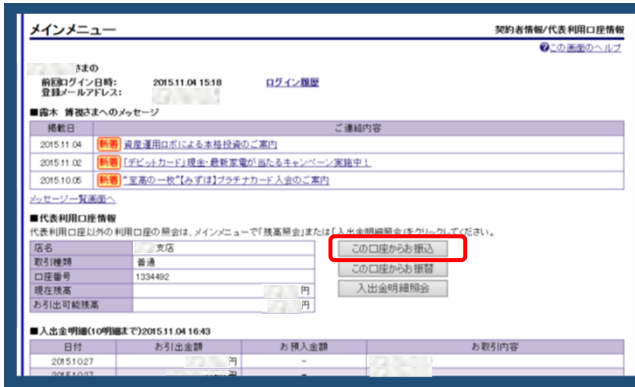 メインメニュー 契約者情報/代表利用口座情報
?この画面のヘルプ
さまの
前回ログイン日時: 2015.11.04 15:18 ログイン履歴
登録メールアドレス:
さまへのメッセージ
掲載日 ご連絡内容
2015.11.04 新着 資産運用ロボによる本格投資のご案内
2015.11.02 新着 「デビットカード」現金・最新家電が当たるキャンペーン実施中!
2015.10.05 新着 "至高の一枚"【みずほ】プラチナカード入会のご案内
メッセージ一覧画面へ
■代表利用口座情報
代表利用口座以外の利用口座の照会は、メインメニューで「残高照会」または「入出金明細照会」をクリックしてください。
店名 支店 この口座からお振込
取引種類 普通 この口座からお振替
口座番号 1334492 入出金明細照会
現在残高 円
お引出可能残高 円
■入出金明細(10明細まで)2015.11.04 16:43
日付 お引出金額 お預入金額 お取引内容
2015.10.27 円 -
2015.10.27 円 -